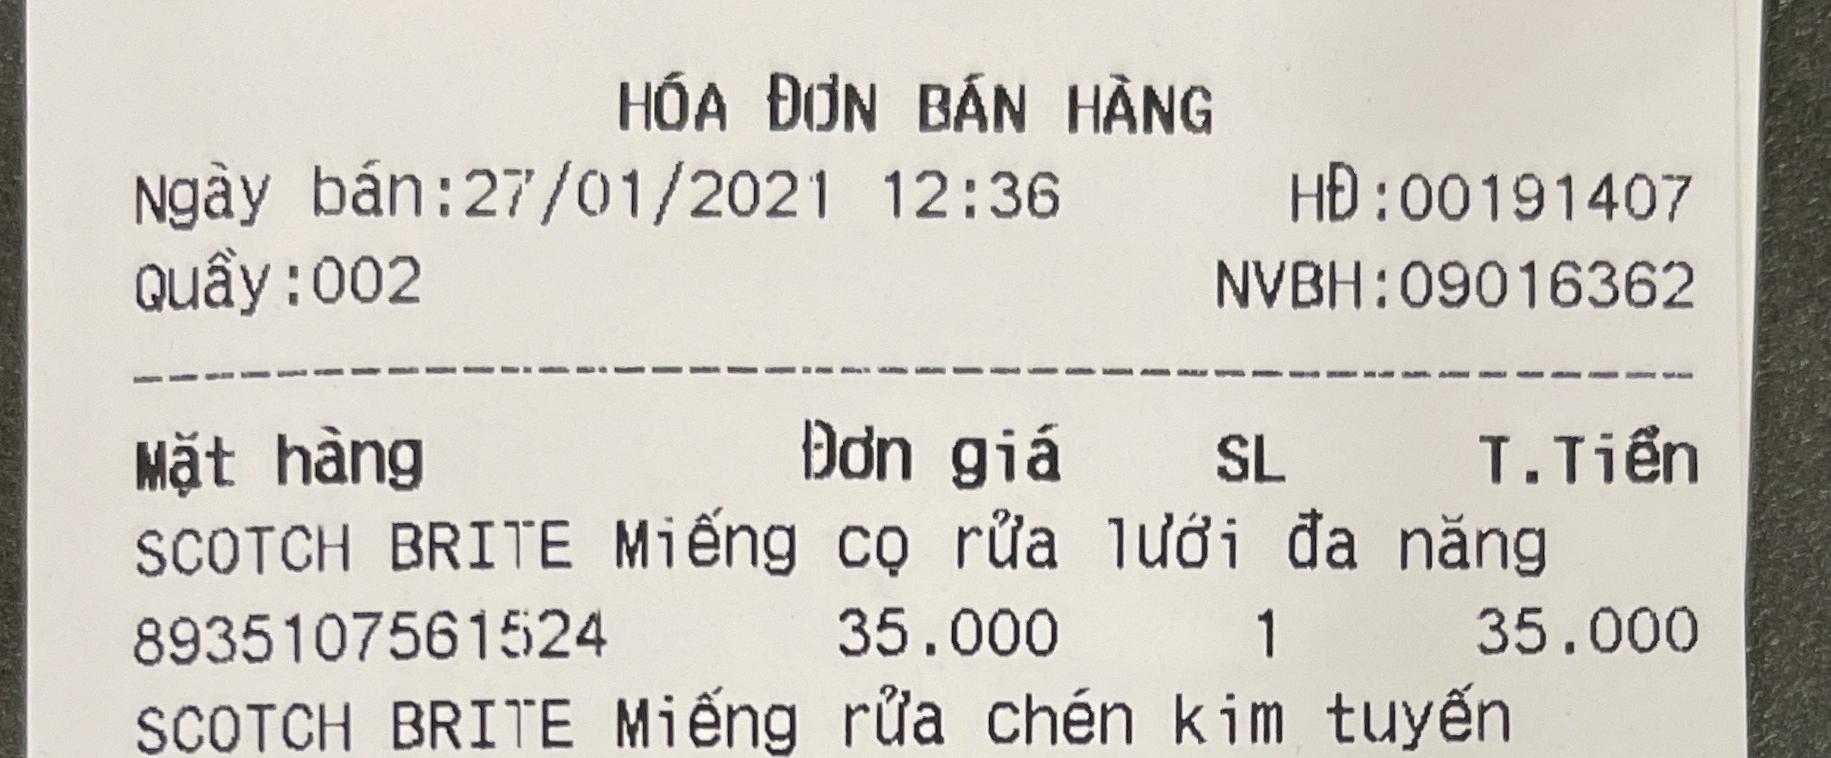 HÓA ĐƠN BÁN HÀNG
Ngày bán:27/01/2021 12:36 HĐ:00191407
Quầy:002 NVBH:09016362
Mặt hàng Đơn giá SL T.Tiền
SCOTCH BRITE Miếng cọ rửa lưới đa năng
8935107561524 35.000 1 35.000
SCOTCH BRITE Miếng rửa chén kim tuyến